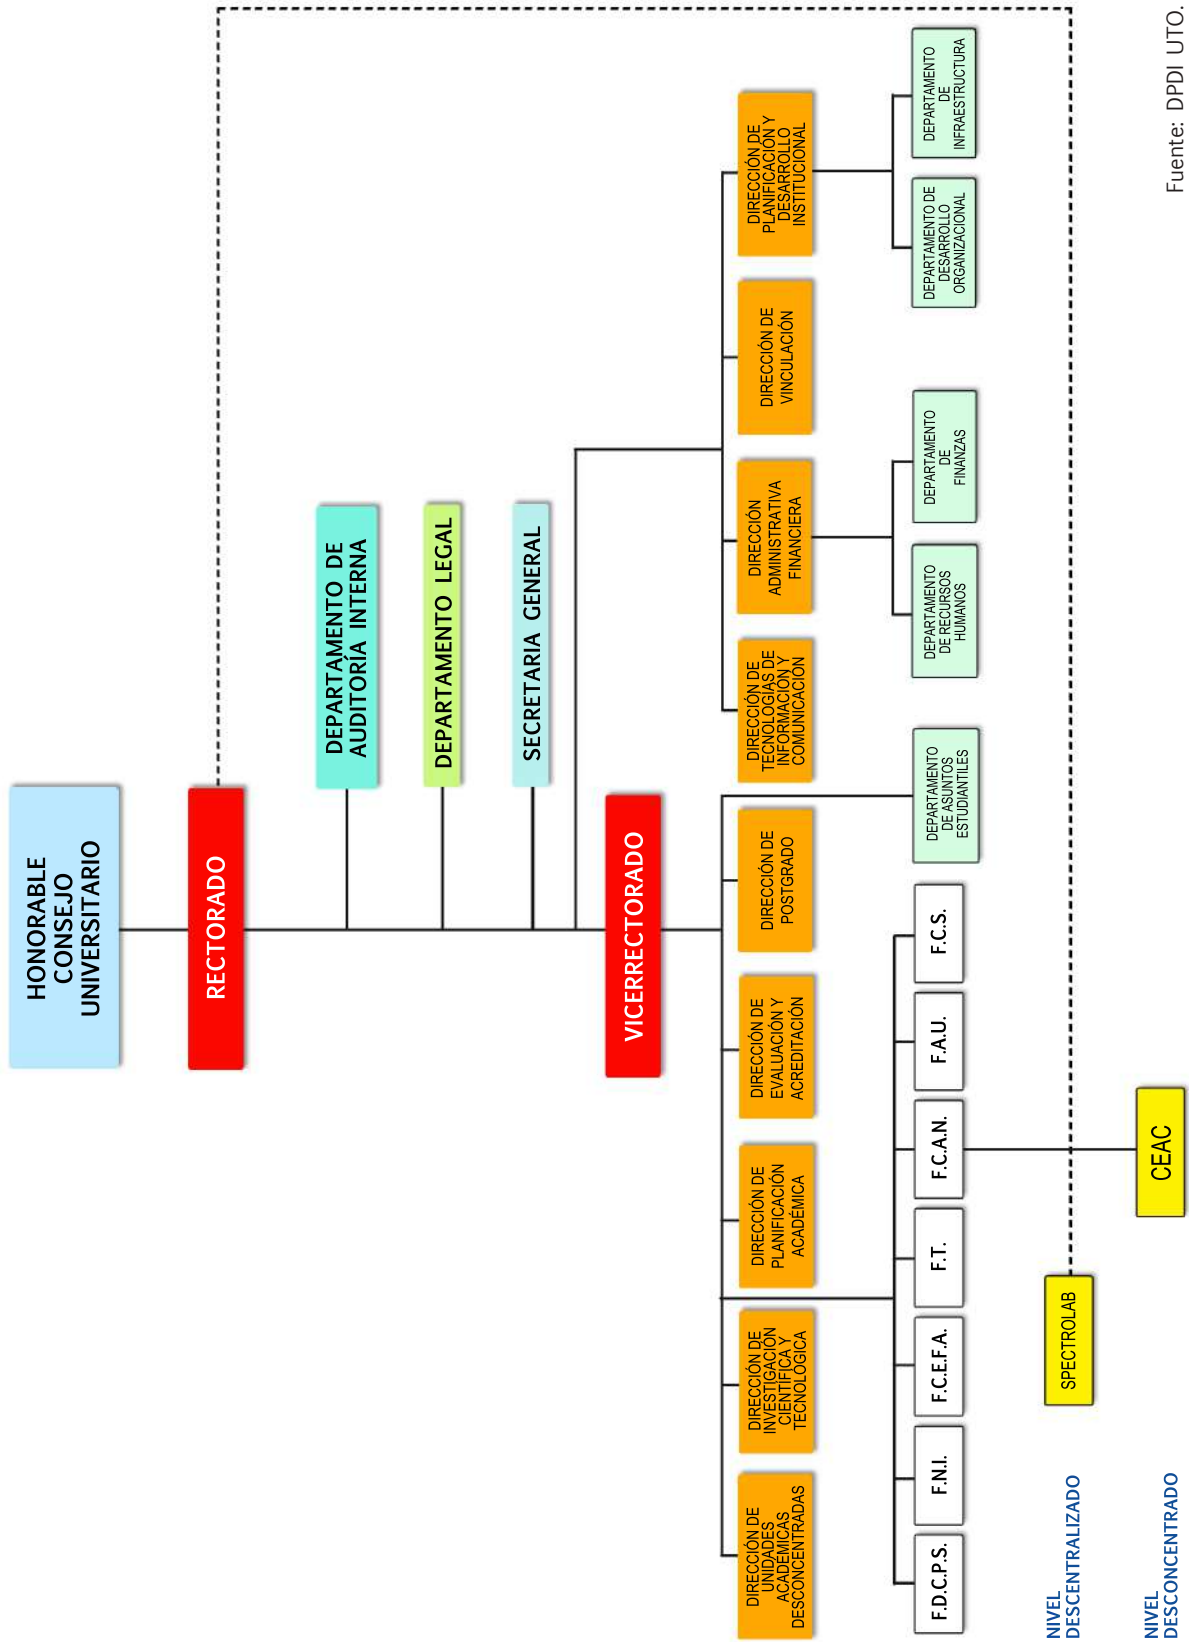 HONORABLE
CONSEJO
UNIVERSITARIO
RECTORADO
DEPARTAMENTO DE
AUDITORÍA INTERNA
DEPARTAMENTO LEGAL
SECRETARIA GENERAL
VICERRECTORADO
DIRECCIÓN DE
UNIDADES
ACADÉMICAS
DESCONCENTRADAS
DIRECCIÓN DE
INVESTIGACIÓN
CIENTÍFICA Y
TECNOLÓGICA
DIRECCIÓN DE
PLANIFICACIÓN
ACADÉMICA
DIRECCIÓN DE
EVALUACIÓN Y
ACREDITACIÓN
DIRECCIÓN DE
POSTGRADO
DIRECCIÓN DE
TECNOLOGÍAS DE
INFORMACIÓN Y
COMUNICACIÓN
DIRECCIÓN
ADMINISTRATIVA
FINANCIERA
DIRECCIÓN DE
VINCULACIÓN
DIRECCIÓN DE
PLANIFICACIÓN Y
DESARROLLO
INSTITUCIONAL
F.D.C.P.S.
F.N.I.
F.C.E.F.A.
F.T.
F.C.A.N.
F.A.U.
F.C.S.
DEPARTAMENTO
DE ASUNTOS
ESTUDIANTILES
DEPARTAMENTO
DE RECURSOS
HUMANOS
DEPARTAMENTO
DE
FINANZAS
DEPARTAMENTO DE
DESARROLLO
ORGANIZACIONAL
DEPARTAMENTO
DE
INFRAESTRUCTURA
NIVEL
DESCENTRALIZADO
SPECTROLAB
NIVEL
DESCONCENTRADO
CEAC
Fuente: DPDI UTO.